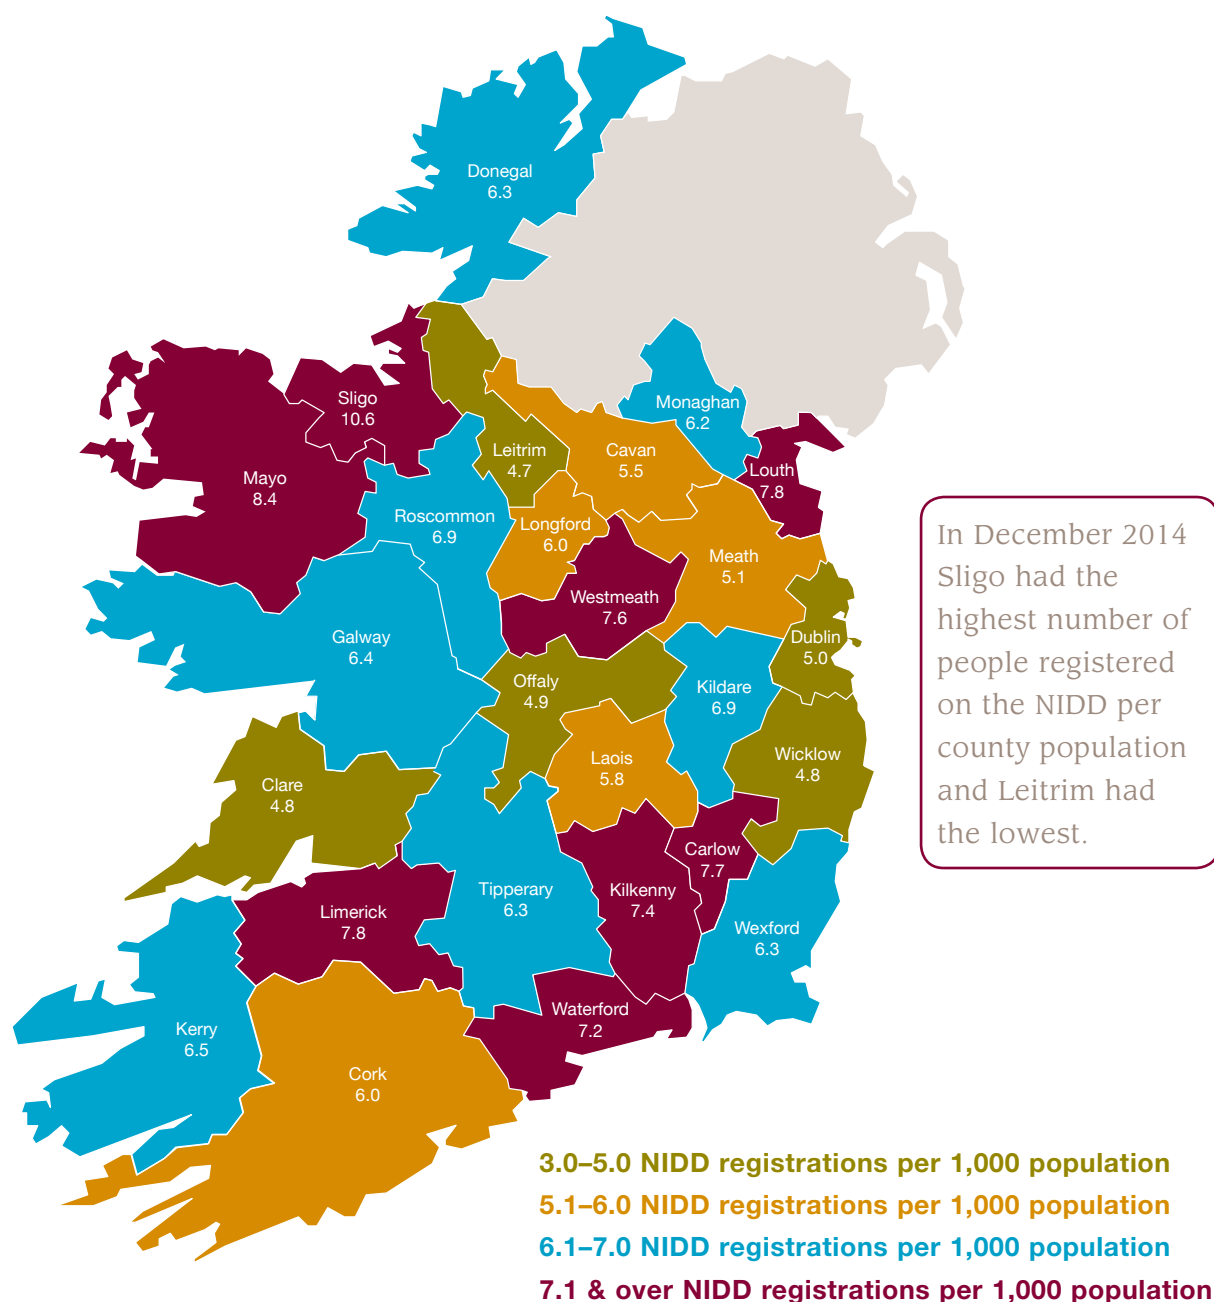 Donegal
6.3
Monaghan
6.2
Sligo
10.6
Leitrim
4.7
Cavan
5.5
Louth
7.8
Mayo
8.4
Roscommon
6.9
Longford
6.0
Meath
5.1
Westmeath
7.6
Galway
6.4
Dublin
5.0
Offaly
4.9
Kildare
6.9
Laois
5.8
Wicklow
4.8
Clare
4.8
Carlow
7.7
Tipperary
6.3
Kilkenny
7.4
Limerick
7.8
Wexford
6.3
Waterford
7.2
Kerry
6.5
Cork
6.0
In December 2014
Sligo had the
highest number of
people registered
on the NIDD per
county population
and Leitrim had
the lowest.
3.0–5.0 NIDD registrations per 1,000 population
5.1–6.0 NIDD registrations per 1,000 population
6.1–7.0 NIDD registrations per 1,000 population
7.1 & over NIDD registrations per 1,000 population